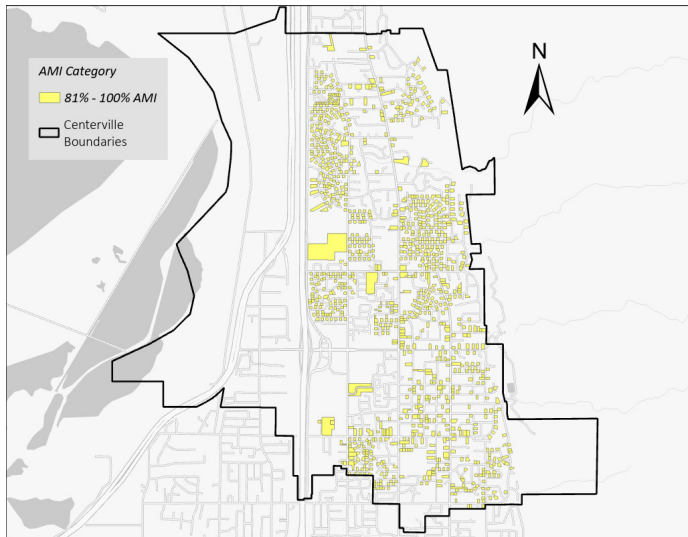 N
AMI Category
81% - 100% AMI
Centerville
Boundaries